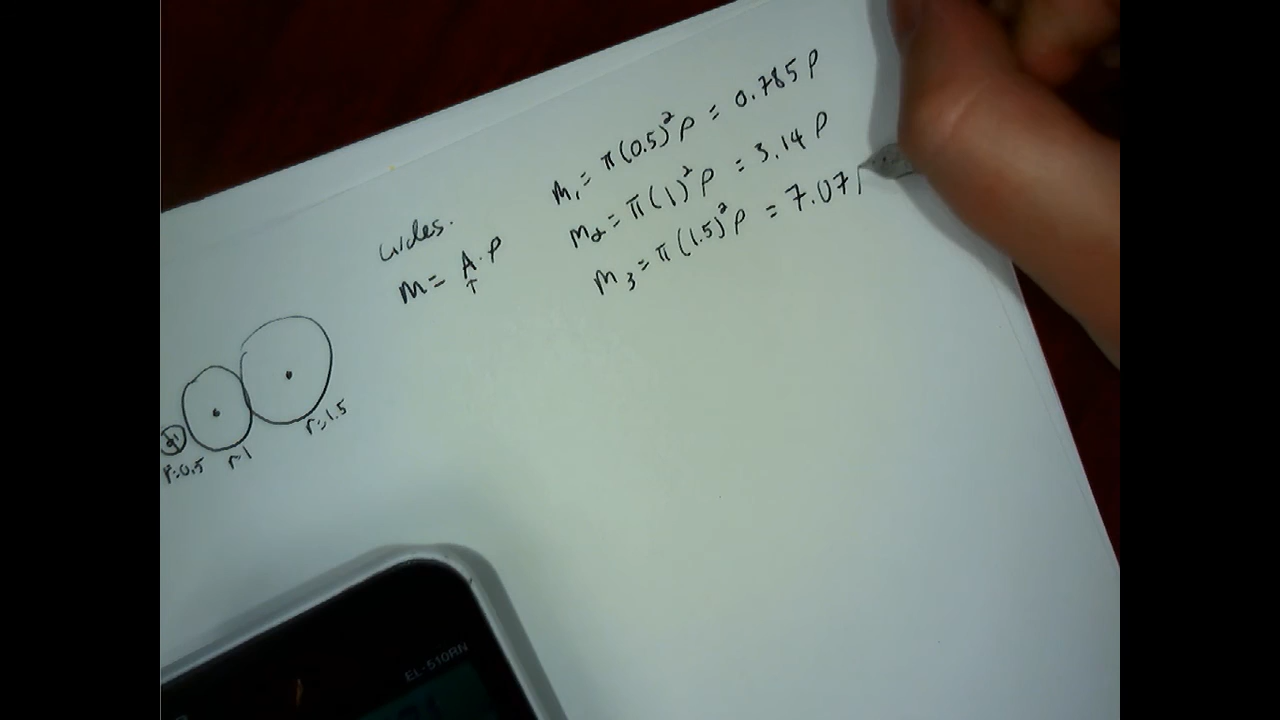 m₁ = π(0.5)² ρ = 0.785 ρ
m₂ = π(1)² ρ = 3.14 ρ
m₃ = π(1.5)² ρ = 7.07
m = A · ρ
↑
r=1.5
r=1
r=0.5
EL-510RN